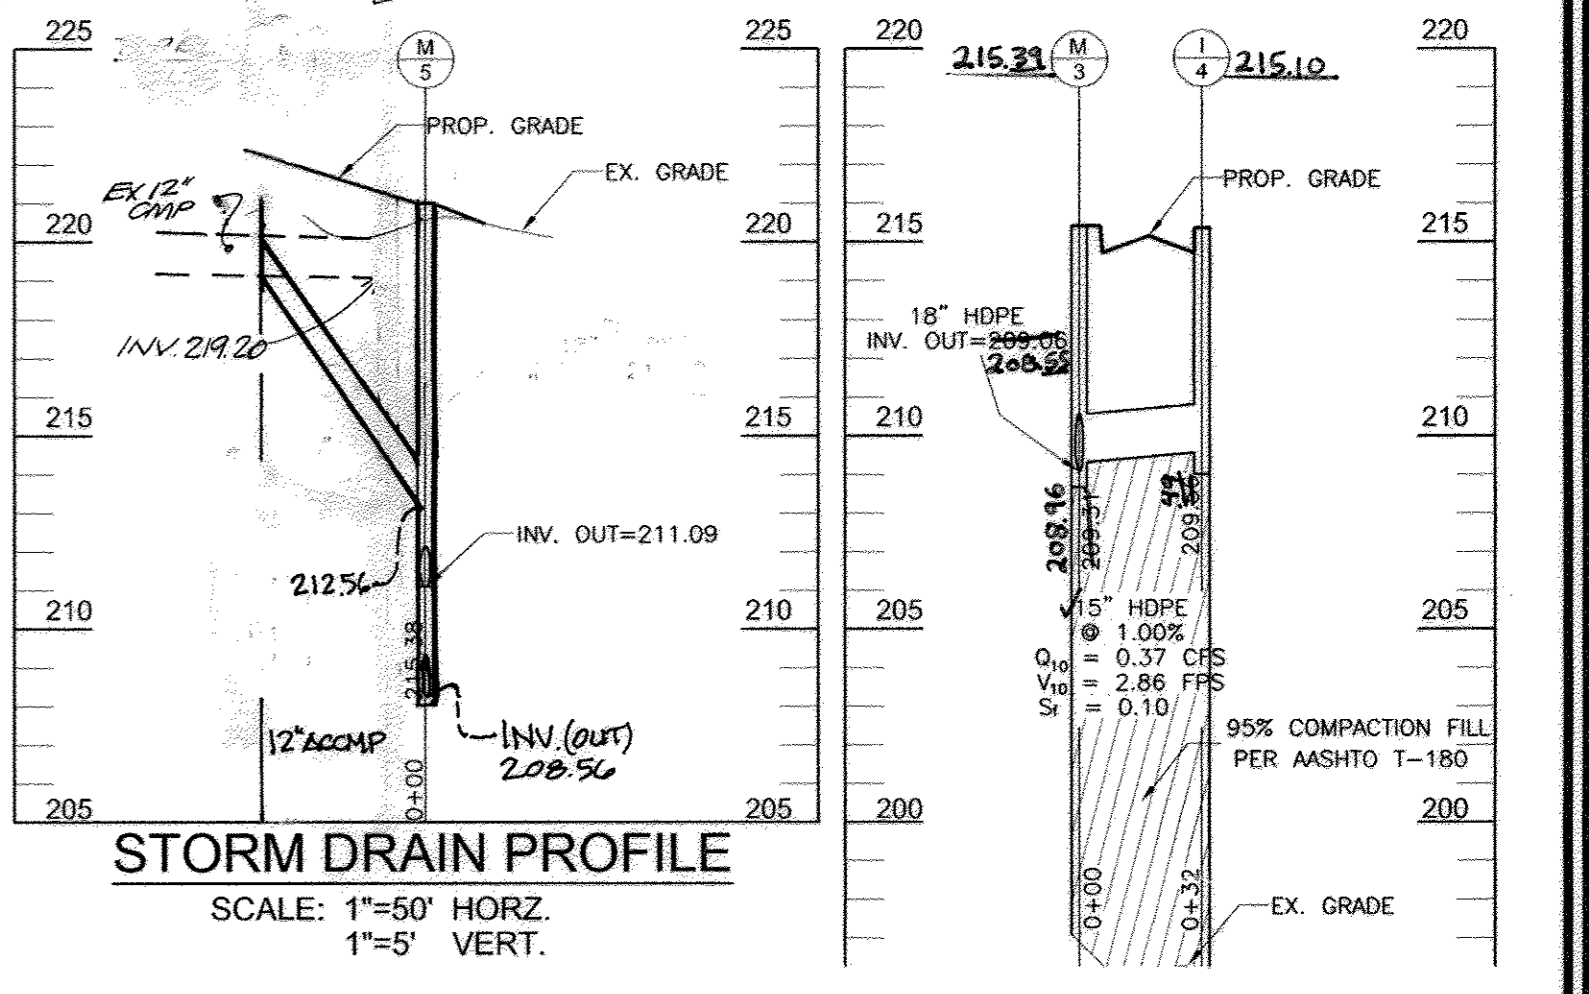 225
225
M
5
PROP. GRADE
EX. GRADE
EX 12"
CMP
220
220
INV. 219.20
215
215
INV. OUT=211.09
212.56
210
210
215.38
12" ACCMP
INV. (OUT)
208.56
0+00
205
205
STORM DRAIN PROFILE
SCALE: 1"=50' HORZ.
1"=5' VERT.
220
220
215.39
M
3
I
4
215.10
PROP. GRADE
215
215
18" HDPE
INV. OUT=209.06
208.55
210
210
208.96
209.31
49
205
205
15" HDPE
@ 1.00%
Q10 = 0.37 CFS
V10 = 2.86 FPS
Sf = 0.10
95% COMPACTION FILL
PER AASHTO T-180
200
200
0+00
0+32
EX. GRADE